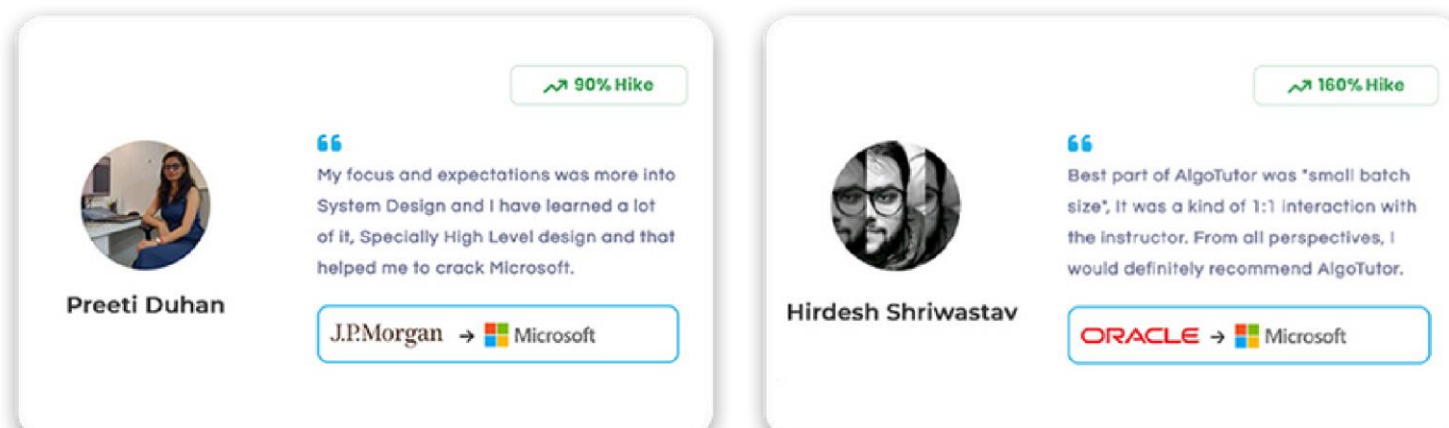 90% Hike
My focus and expectations was more into
System Design and I have learned a lot
of it, Specially High Level design and that
helped me to crack Microsoft.
Preeti Duhan
J.P.Morgan → Microsoft
160% Hike
Best part of AlgoTutor was "small batch
size", It was a kind of 1:1 interaction with
the instructor. From all perspectives, I
would definitely recommend AlgoTutor.
Hirdesh Shriwastav
ORACLE → Microsoft